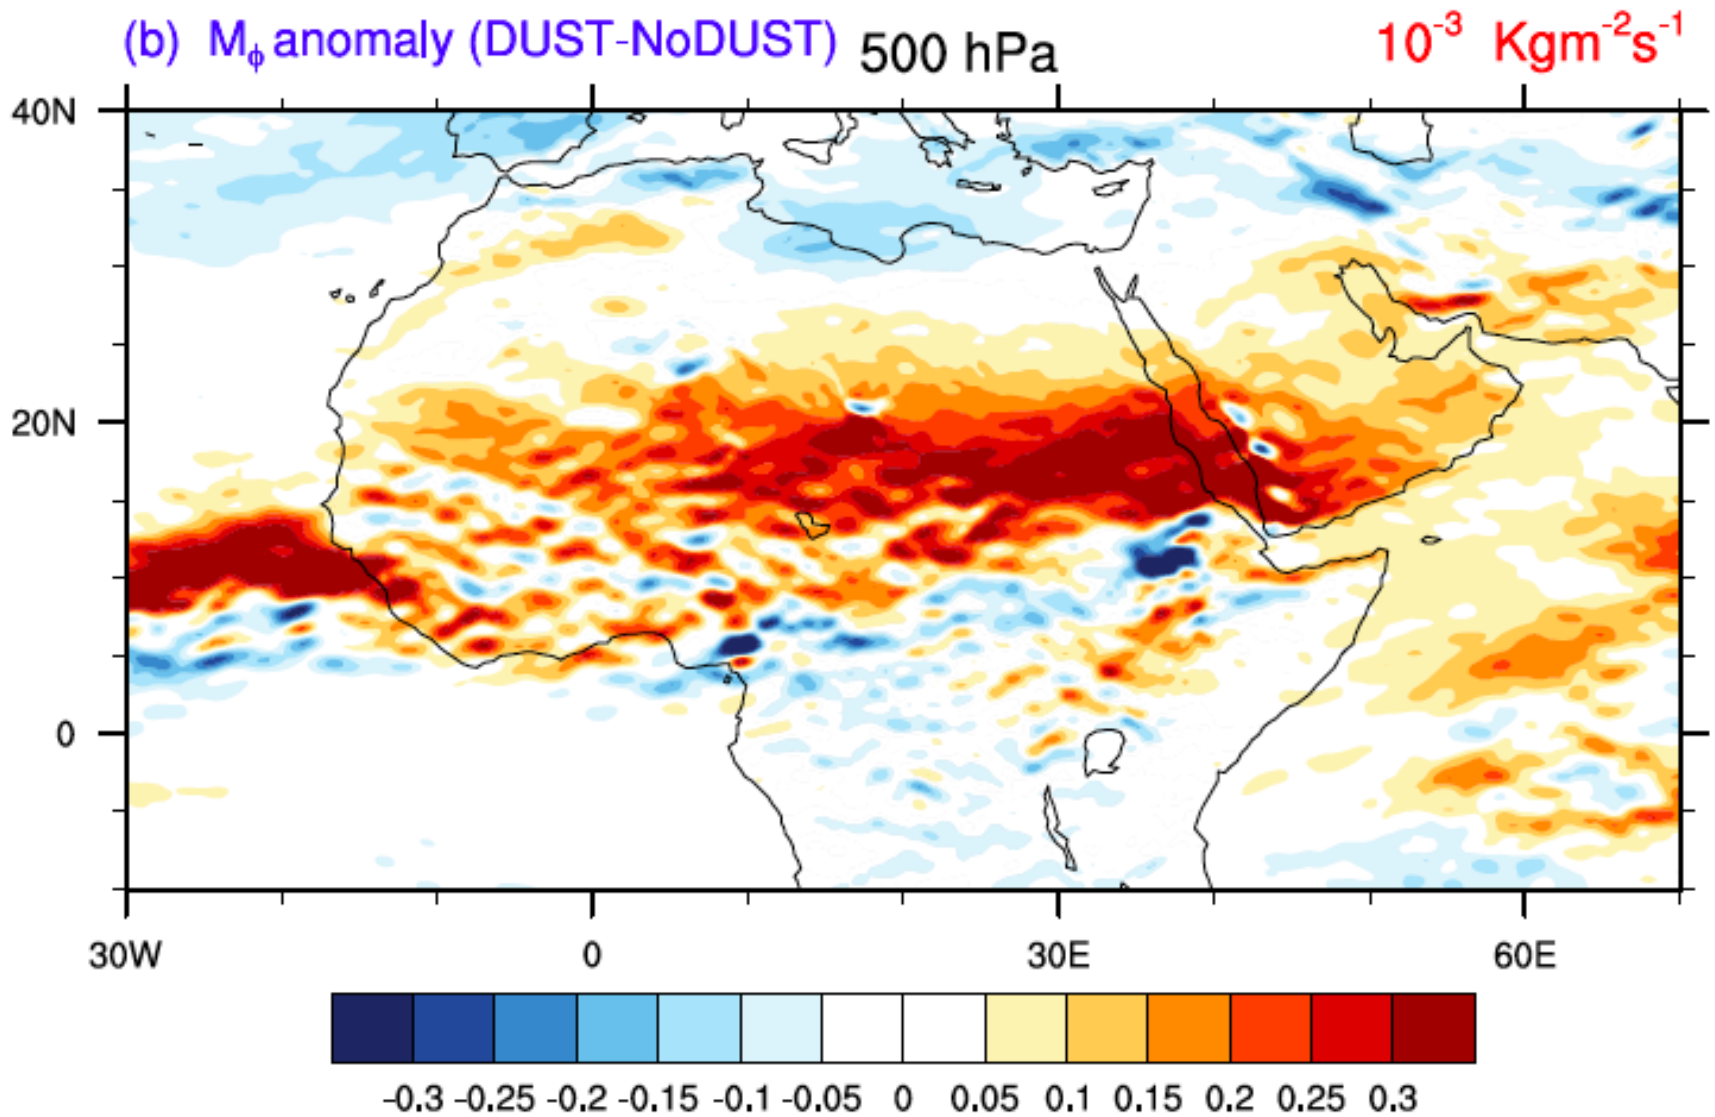 (b) Mϕ anomaly (DUST-NoDUST) 500 hPa 10⁻³ Kgm⁻²s⁻¹
40N
20N
0
30W 0 30E 60E
-0.3 -0.25 -0.2 -0.15 -0.1 -0.05 0 0.05 0.1 0.15 0.2 0.25 0.3